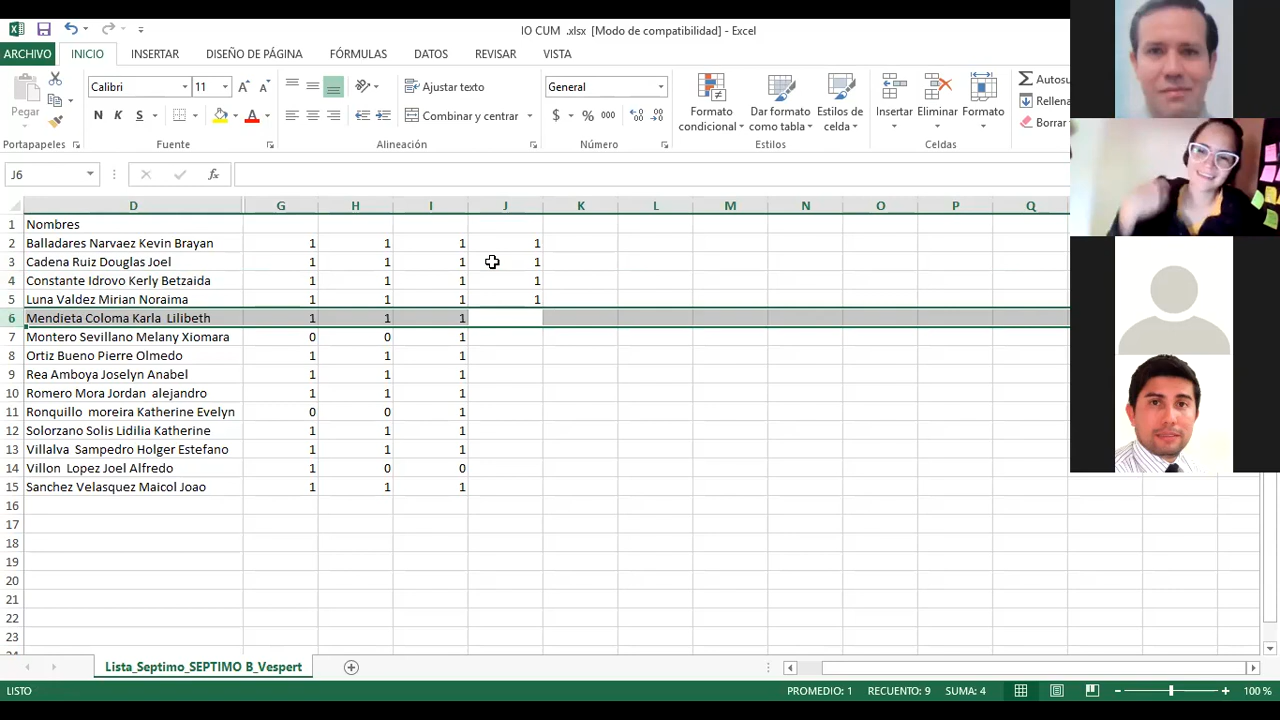 IO CUM .xlsx [Modo de compatibilidad] - Excel
ARCHIVO INICIO INSERTAR DISEÑO DE PÁGINA FÓRMULAS DATOS REVISAR VISTA
Calibri 11 Ajustar texto General Autosu
Pegar N K S Combinar y centrar $ % 000 Formato condicional Dar formato como tabla Estilos de celda Insertar Eliminar Formato Rellena
Borrar
Portapapeles Fuente Alineación Número Estilos Celdas
J6 fx
D G H I J K L M N O P Q
1 Nombres
2 Balladares Narvaez Kevin Brayan 1 1 1 1
3 Cadena Ruiz Douglas Joel 1 1 1 1
4 Constante Idrovo Kerly Betzaida 1 1 1 1
5 Luna Valdez Mirian Noraima 1 1 1 1
6 Mendieta Coloma Karla Lilibeth 1 1 1
7 Montero Sevillano Melany Xiomara 0 0 1
8 Ortiz Bueno Pierre Olmedo 1 1 1
9 Rea Amboya Joselyn Anabel 1 1 1
10 Romero Mora Jordan alejandro 1 1 1
11 Ronquillo moreira Katherine Evelyn 0 0 1
12 Solorzano Solis Lidilia Katherine 1 1 1
13 Villalva Sampedro Holger Estefano 1 1 1
14 Villon Lopez Joel Alfredo 1 0 0
15 Sanchez Velasquez Maicol Joao 1 1 1
16
17
18
19
20
21
22
23
Lista_Septimo_SEPTIMO B_Vespert
LISTO PROMEDIO: 1 RECUENTO: 9 SUMA: 4 100 %